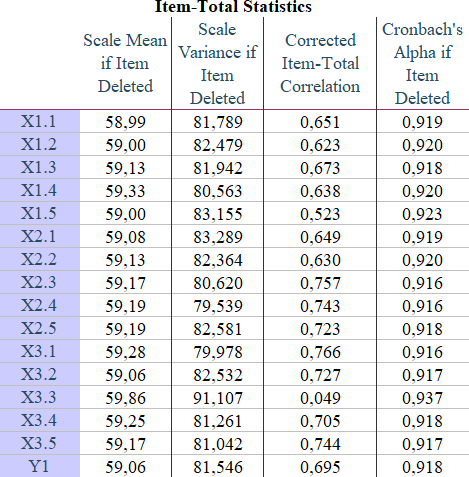 Item-Total Statistics
Scale Mean if Item Deleted Scale Variance if Item Deleted Corrected Item-Total Correlation Cronbach's Alpha if Item Deleted
X1.1 58,99 81,789 0,651 0,919
X1.2 59,00 82,479 0,623 0,920
X1.3 59,13 81,942 0,673 0,918
X1.4 59,33 80,563 0,638 0,920
X1.5 59,00 83,155 0,523 0,923
X2.1 59,08 83,289 0,649 0,919
X2.2 59,13 82,364 0,630 0,920
X2.3 59,17 80,620 0,757 0,916
X2.4 59,19 79,539 0,743 0,916
X2.5 59,19 82,581 0,723 0,918
X3.1 59,28 79,978 0,766 0,916
X3.2 59,06 82,532 0,727 0,917
X3.3 59,86 91,107 0,049 0,937
X3.4 59,25 81,261 0,705 0,918
X3.5 59,17 81,042 0,744 0,917
Y1 59,06 81,546 0,695 0,918